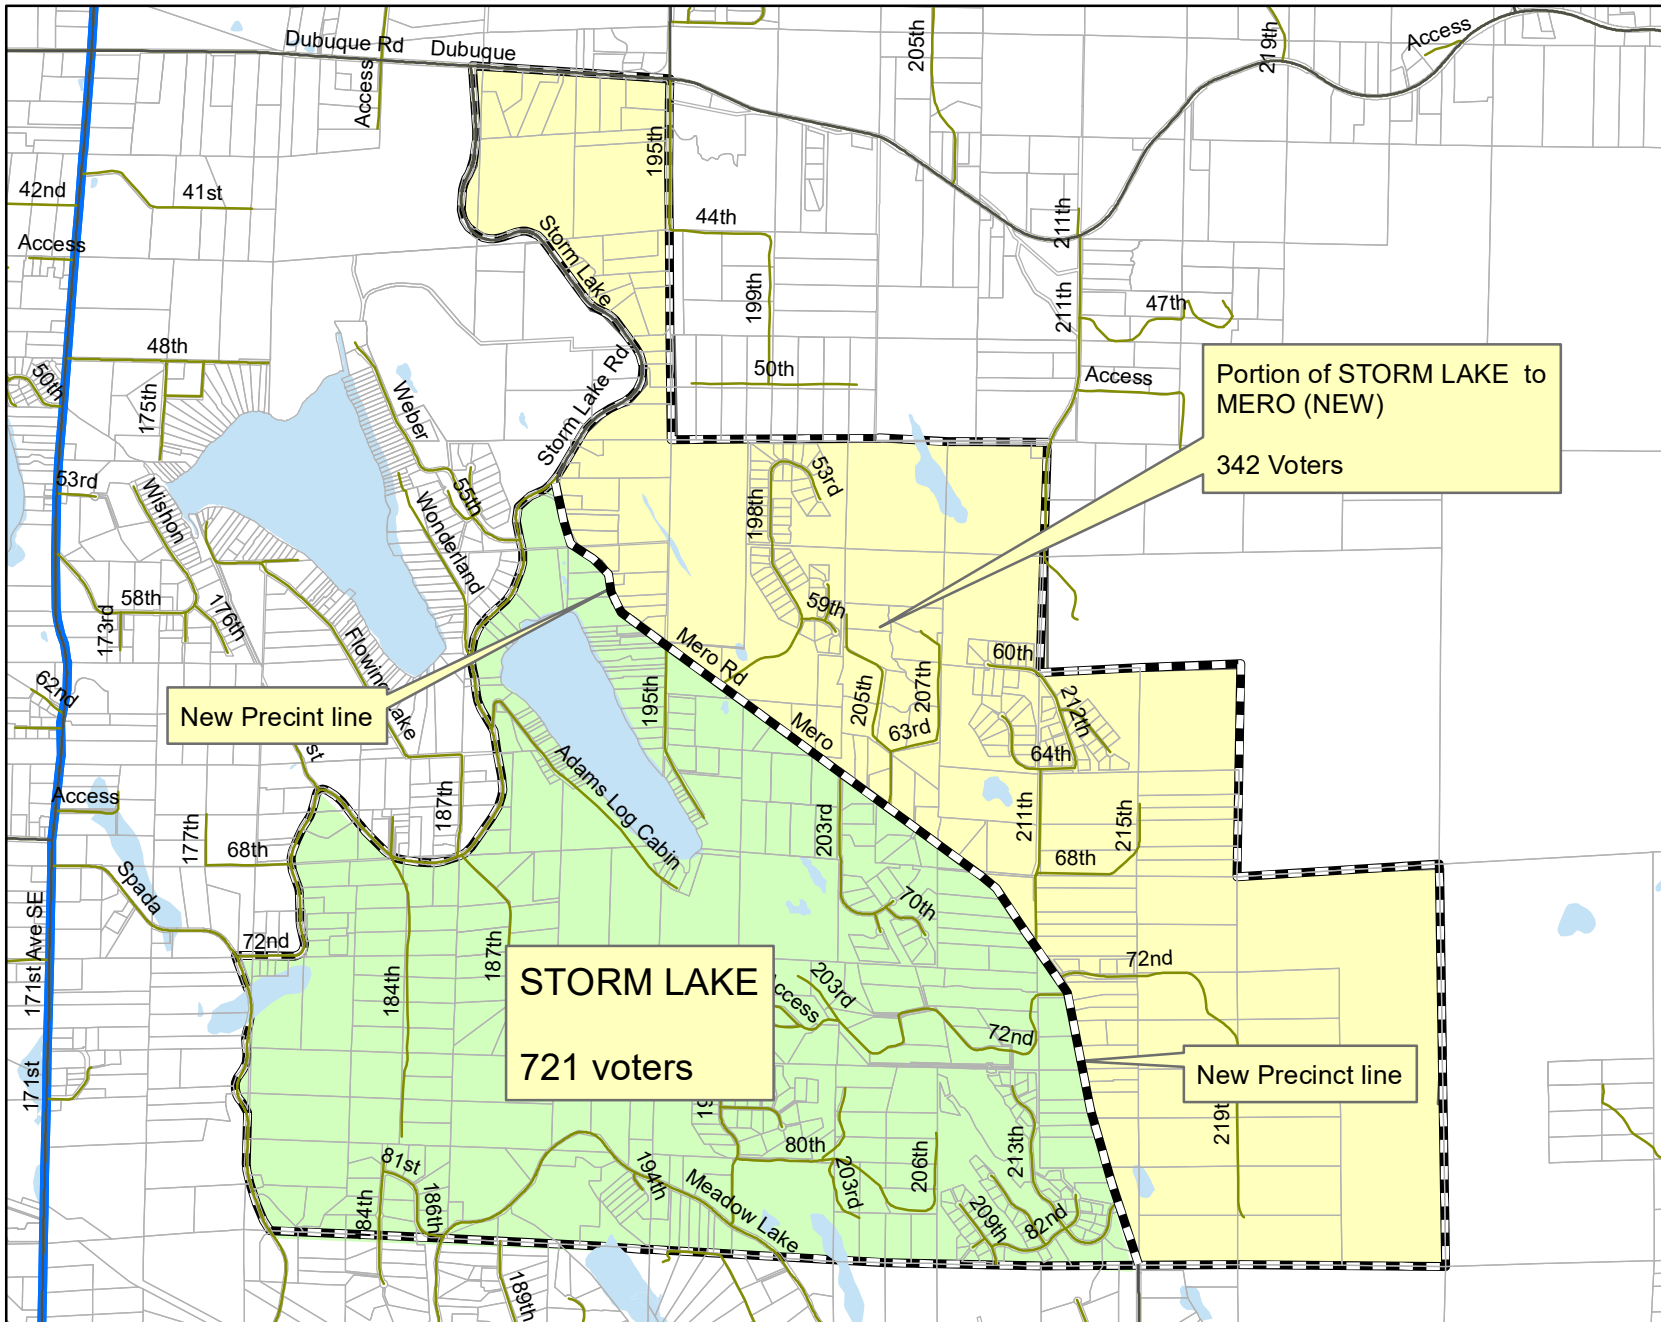 Dubuque Rd
Dubuque
Access
205th
219th
Access
195th
42nd
41st
44th
Access
Storm Lake
211th
199th
211th
47th
48th
50th
50th
Access
175th
Weber
Storm Lake Rd
Portion of STORM LAKE to
MERO (NEW)
342 Voters
53rd
53rd
Wishon
55th
198th
Wonderland
58th
59th
173rd
176th
Mero Rd
60th
62nd
195th
205th
207th
212th
New Precint line
Mero
63rd
64th
st
Adams Log Cabin
Access
187th
203rd
211th
215th
177th
68th
68th
Spada
70th
171st Ave SE
72nd
187th
184th
STORM LAKE
721 voters
203rd
72nd
72nd
171st
New Precinct line
219t
80th
213th
81st
194th
206th
203rd
186th
84th
Meadow Lake
209th
82nd
189th